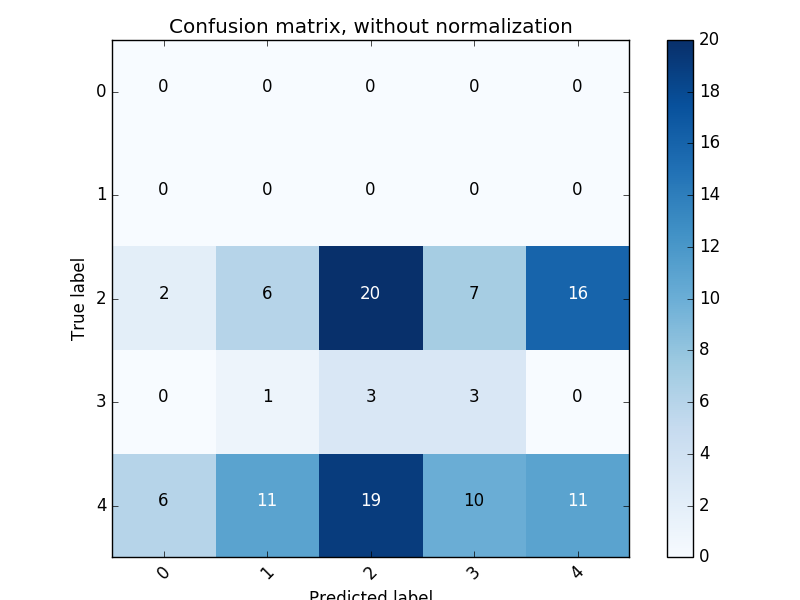 Confusion matrix, without normalization
20
18
16
14
12
10
8
6
4
2
0
True label
0 0 0 0 0 0
1 0 0 0 0 0
2 2 6 20 7 16
3 0 1 3 3 0
4 6 11 19 10 11
0 1 2 3 4
Predicted label